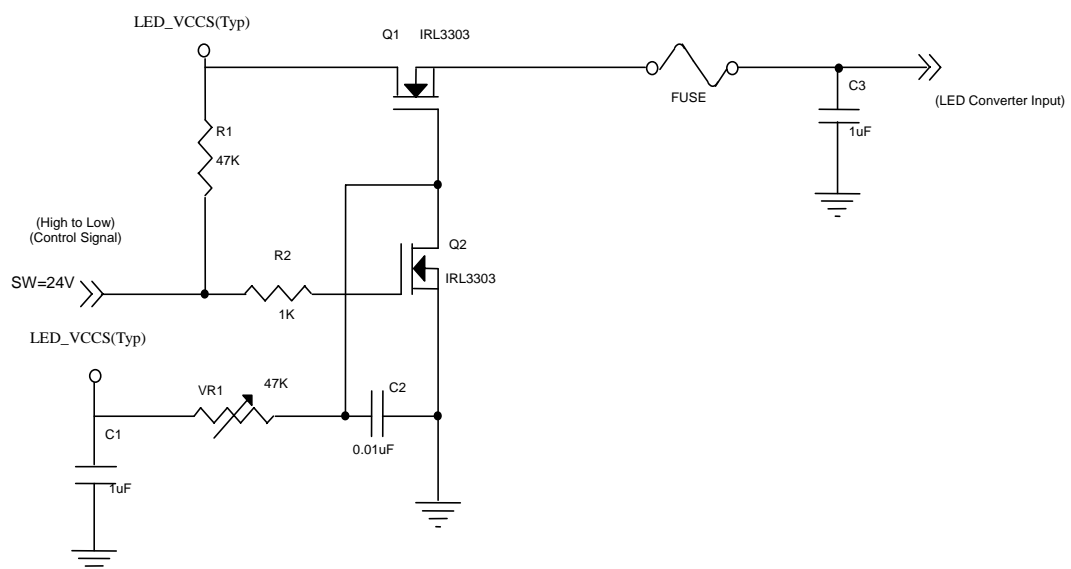 LED_VCCS(Typ)
Q1 IRL3303
FUSE
C3
1uF
(LED Converter Input)
R1
47K
(High to Low)
(Control Signal)
SW=24V
R2
1K
Q2
IRL3303
LED_VCCS(Typ)
VR1
47K
C2
0.01uF
C1
1uF